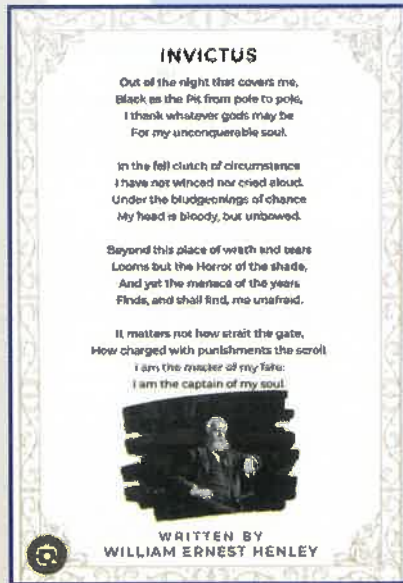 INVICTUS
Out of the night that covers me,
Black as the Pit from pole to pole,
I thank whatever gods may be
For my unconquerable soul.
In the fell clutch of circumstance
I have not winced nor cried aloud.
Under the bludgeonings of chance
My head is bloody, but unbowed.
Beyond this place of wrath and tears
Looms but the Horror of the shade,
And yet the menace of the years
Finds, and shall find, me unafraid.
It matters not how strait the gate,
How charged with punishments the scroll
I am the master of my fate:
I am the captain of my soul.
WRITTEN BY
WILLIAM ERNEST HENLEY